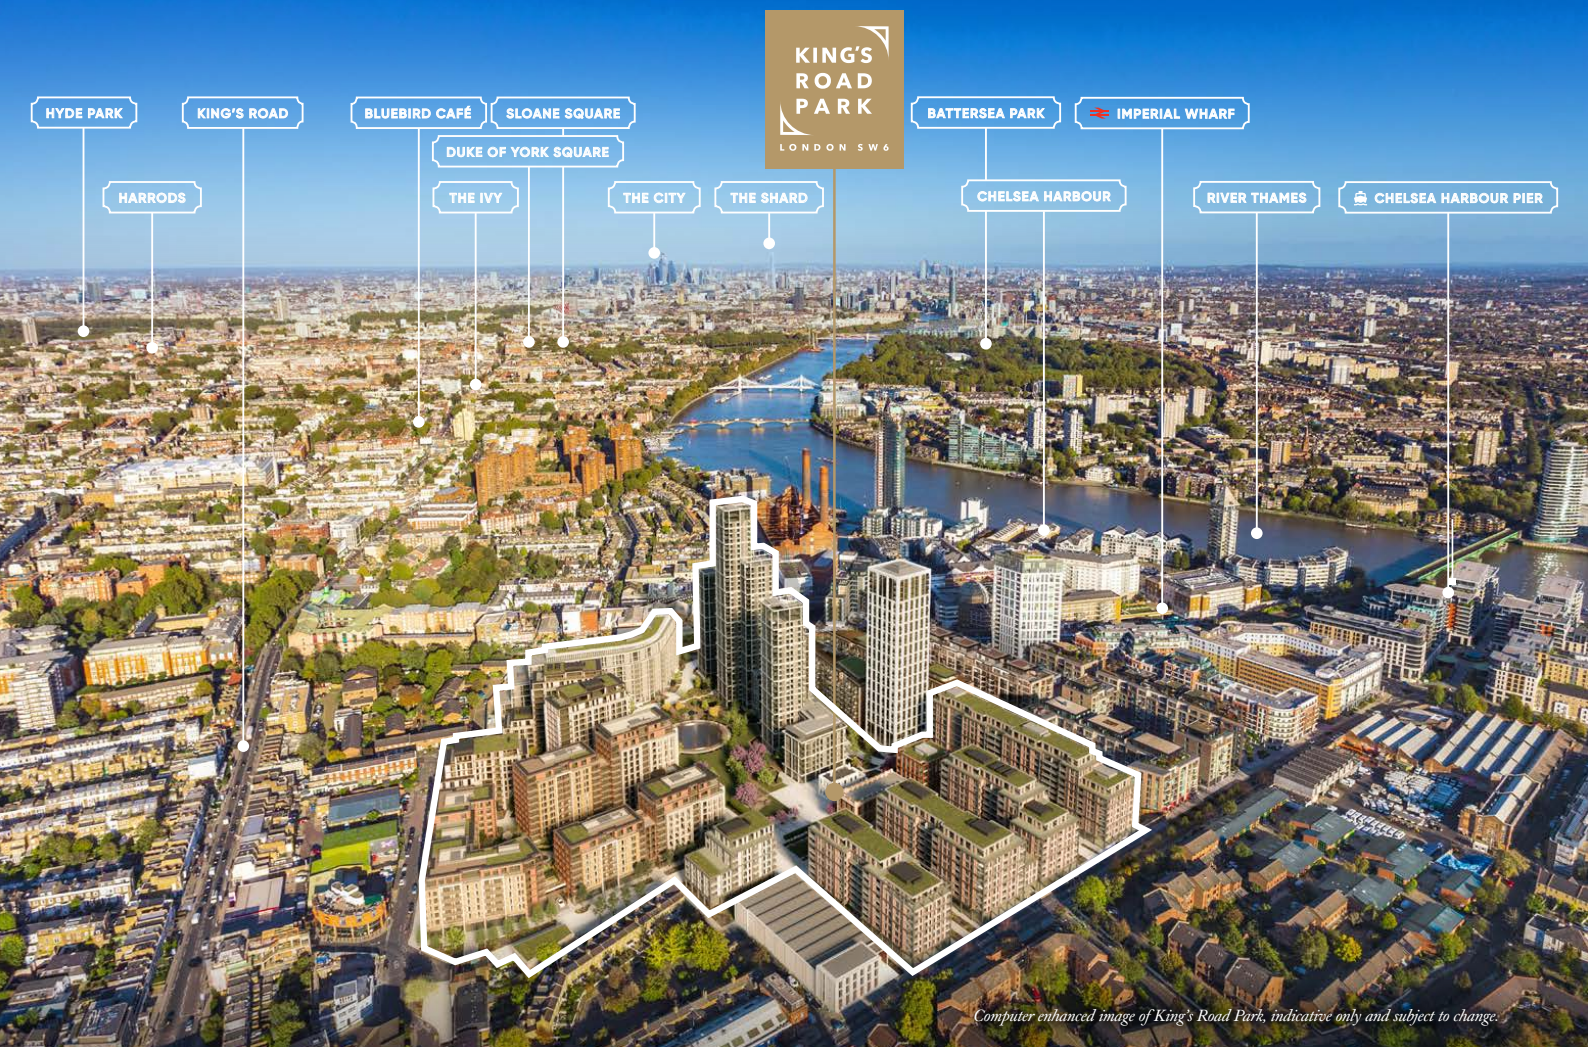 KING'S
ROAD
PARK
LONDON SW6
HYDE PARK
KING'S ROAD
BLUEBIRD CAFÉ
SLOANE SQUARE
BATTERSEA PARK
IMPERIAL WHARF
DUKE OF YORK SQUARE
HARRODS
THE IVY
THE CITY
THE SHARD
CHELSEA HARBOUR
RIVER THAMES
CHELSEA HARBOUR PIER
Computer enhanced image of King's Road Park, indicative only and subject to change.